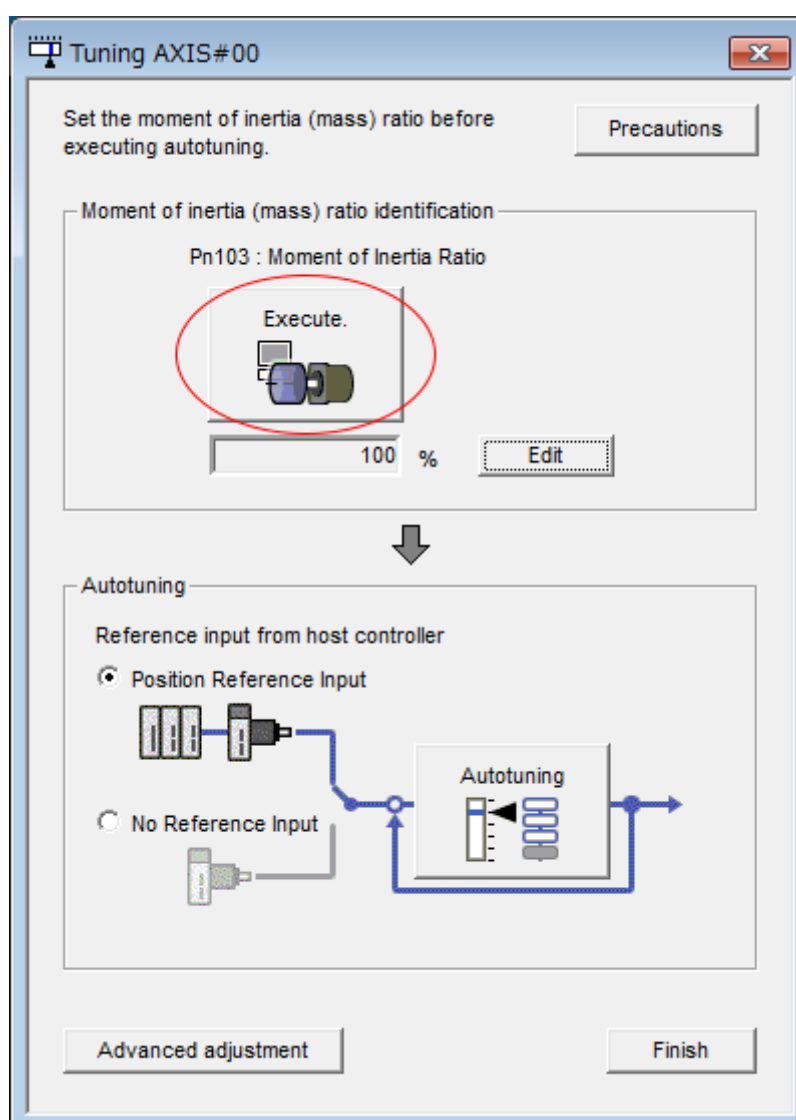 Tuning AXIS#00
Set the moment of inertia (mass) ratio before
executing autotuning.
Precautions
Moment of inertia (mass) ratio identification
Pn103 : Moment of Inertia Ratio
Execute.
100 %
Edit
Autotuning
Reference input from host controller
Position Reference Input
Autotuning
No Reference Input
Advanced adjustment
Finish